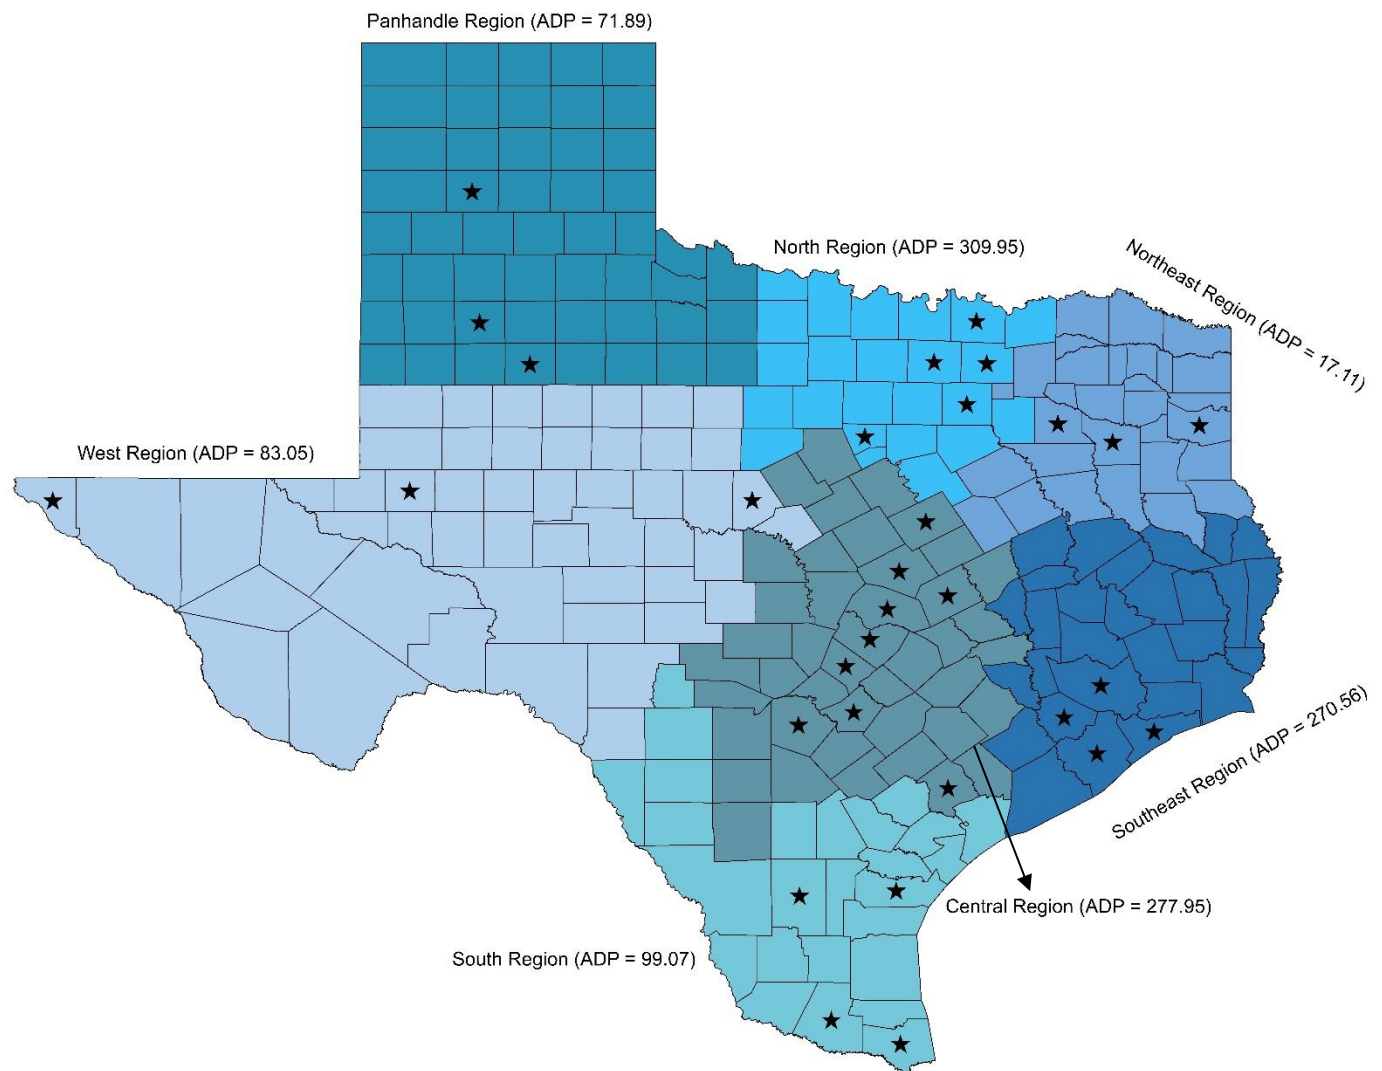 Panhandle Region (ADP = 71.89)
North Region (ADP = 309.95)
Northeast Region (ADP = 17.11)
West Region (ADP = 83.05)
Southeast Region (ADP = 270.56)
Central Region (ADP = 277.95)
South Region (ADP = 99.07)